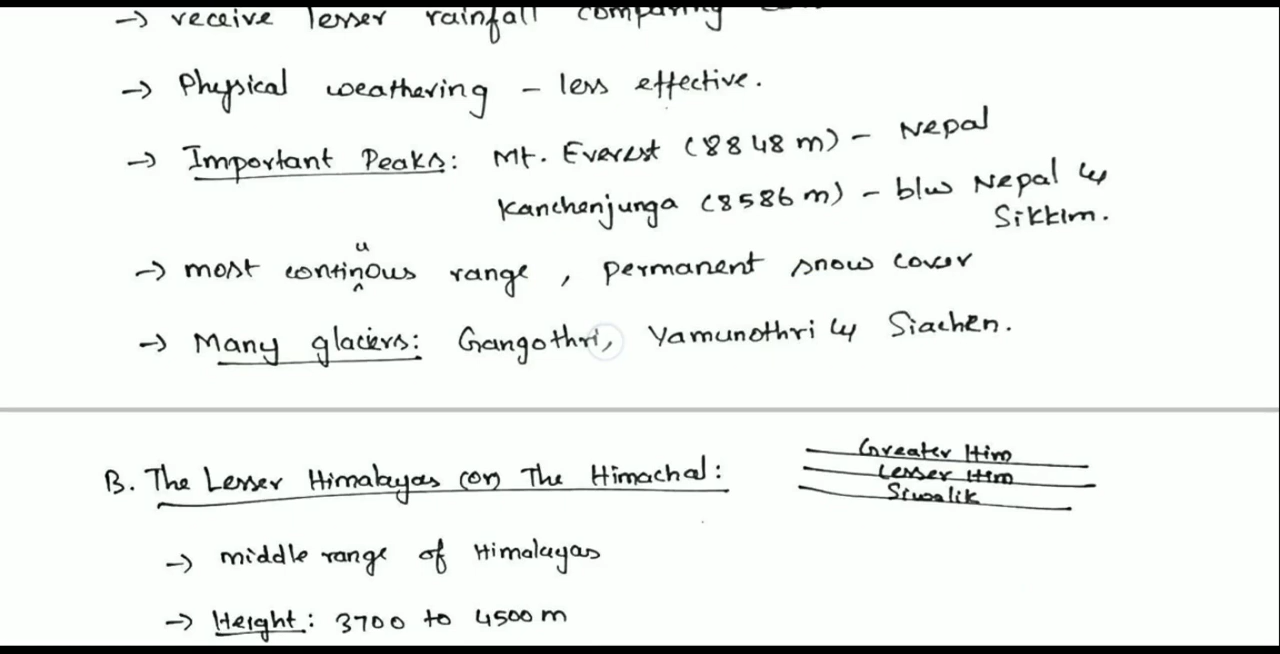 → receive lesser rainfall comparing
→ Physical weathering - less effective.
→ Important Peaks: Mt. Everest (8848 m) - Nepal
Kanchenjunga (8586 m) - b/w Nepal &
Sikkim.
→ most continuous range, permanent snow cover
→ Many glaciers: Gangothri, Yamunothri & Siachen.
Greater Him
Lesser Him
Siwalik
B. The Lesser Himalayas (or) The Himachal:
→ middle range of Himalayas
→ Height: 3700 to 4500 m